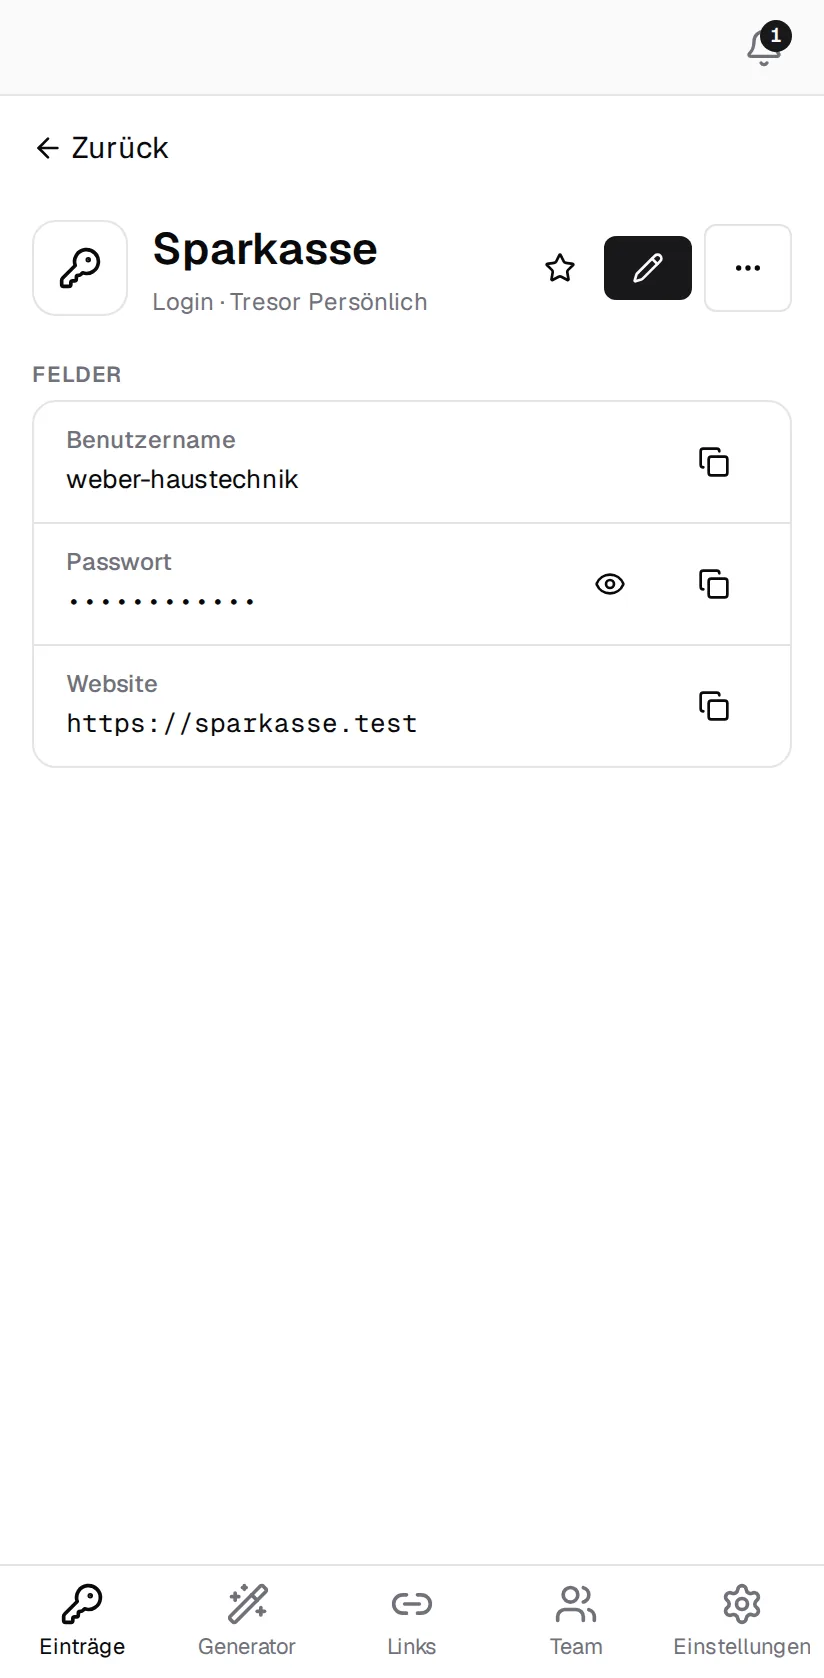 1
Zurück
Sparkasse
Login · Tresor Persönlich
FELDER
Benutzername
weber-haustechnik
Passwort
••••••••••••
Website
https://sparkasse.test
Einträge
Generator
Links
Team
Einstellungen